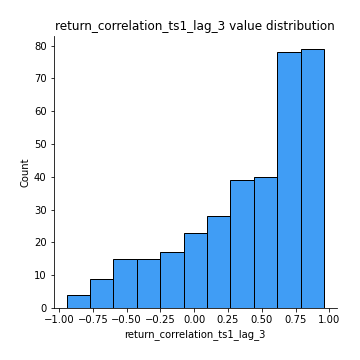 return_correlation_ts1_lag_3 value distribution
80
70
60
50
40
30
20
10
0
Count
−1.00 −0.75 −0.50 −0.25 0.00 0.25 0.50 0.75 1.00
return_correlation_ts1_lag_3